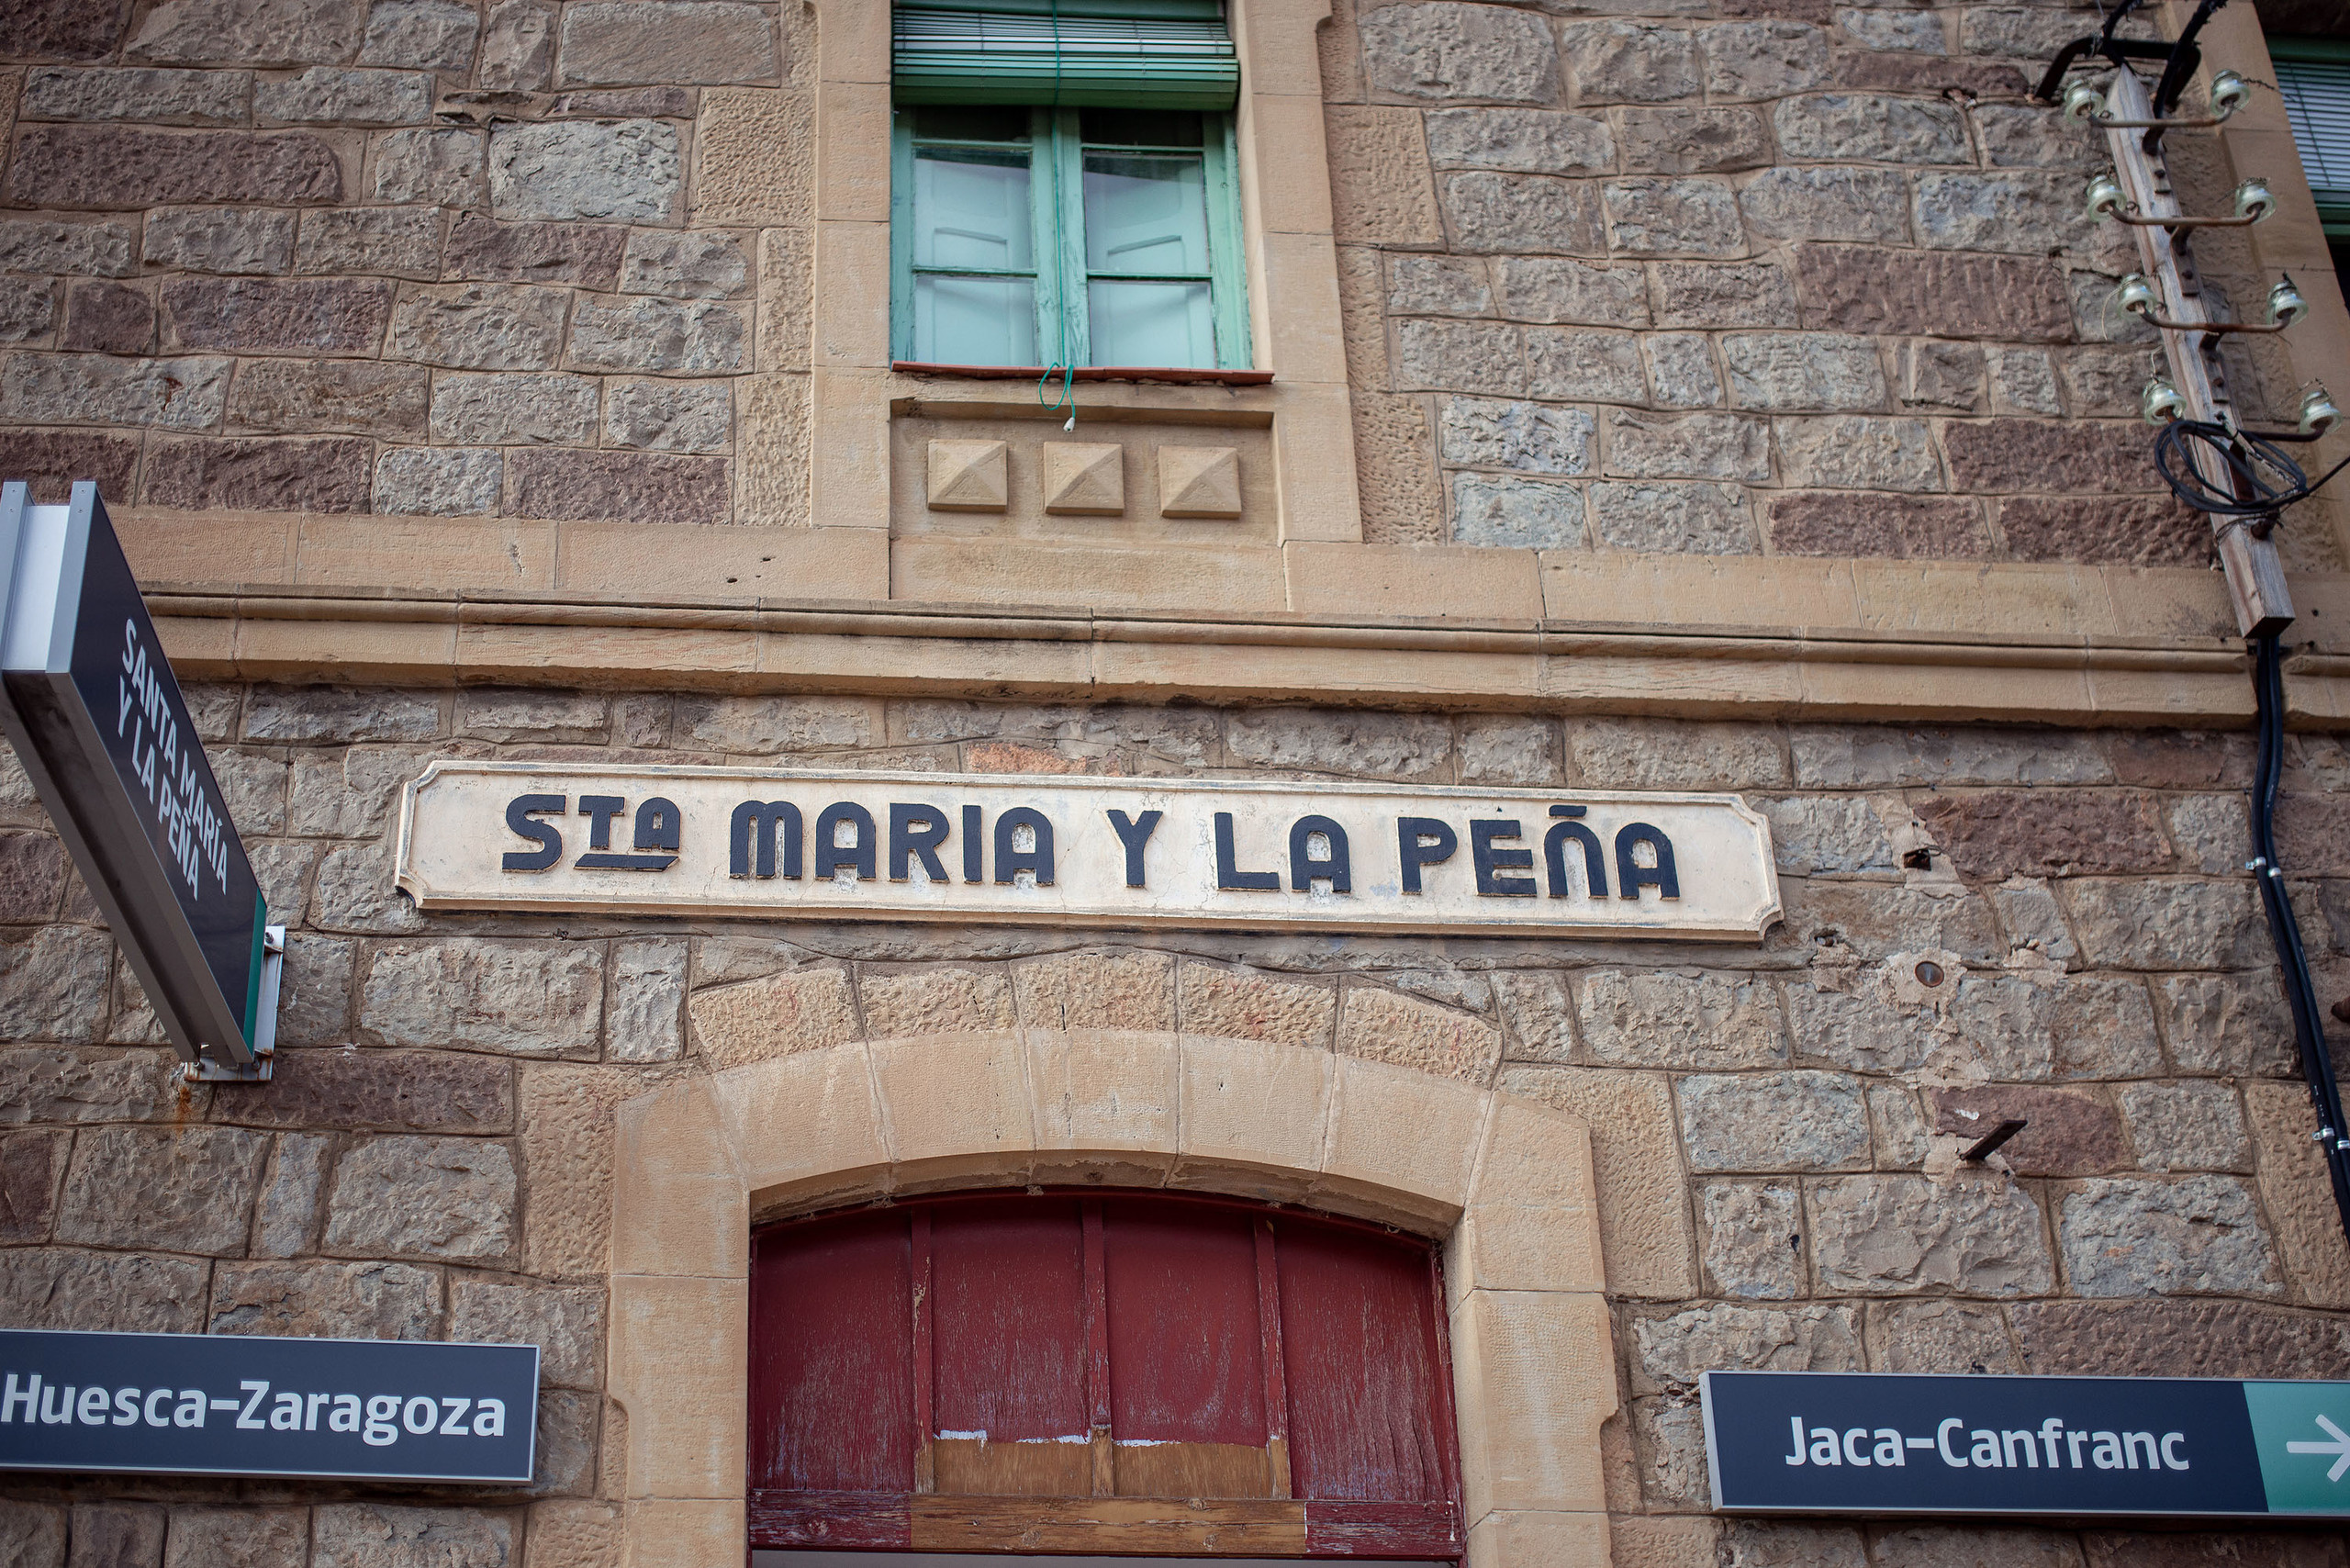 SANTA MARÍA
Y LA PEÑA
STA MARIA Y LA PEÑA
Huesca-Zaragoza
Jaca-Canfranc →